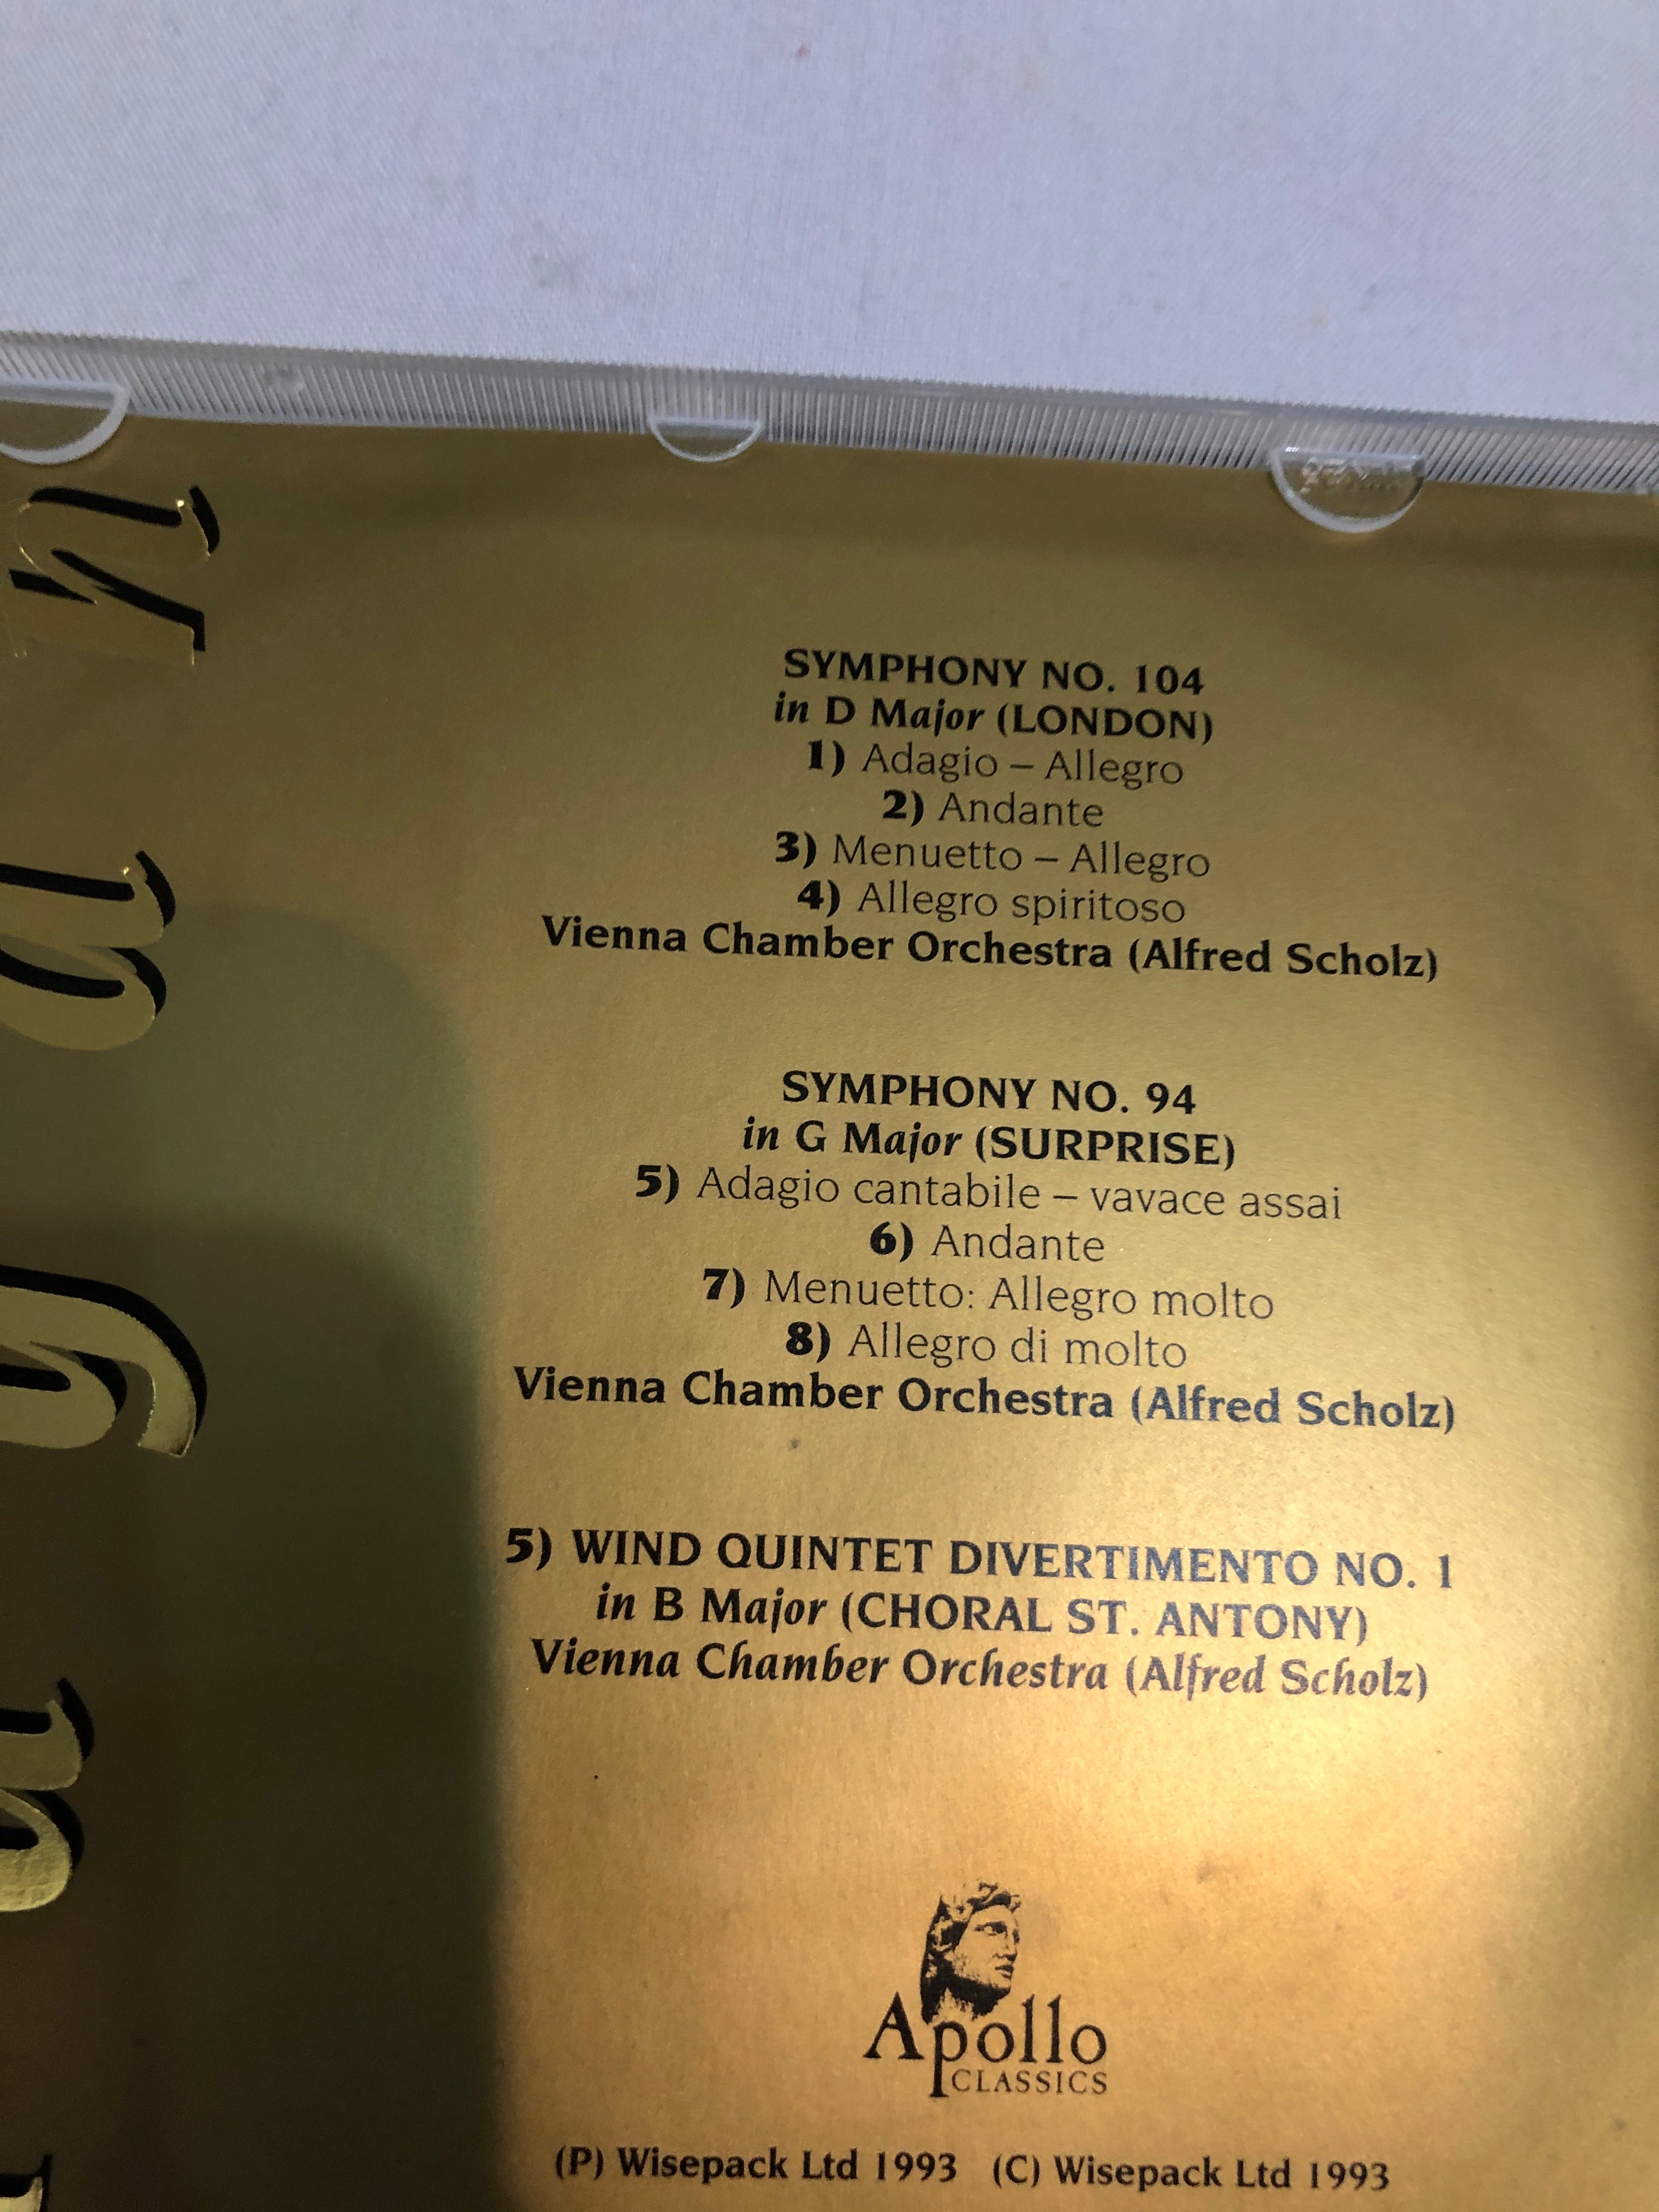 Haydn
SYMPHONY NO. 104
in D Major (LONDON)
1) Adagio – Allegro
2) Andante
3) Menuetto – Allegro
4) Allegro spiritoso
Vienna Chamber Orchestra (Alfred Scholz)
SYMPHONY NO. 94
in G Major (SURPRISE)
5) Adagio cantabile – vavace assai
6) Andante
7) Menuetto: Allegro molto
8) Allegro di molto
Vienna Chamber Orchestra (Alfred Scholz)
5) WIND QUINTET DIVERTIMENTO NO. 1
in B Major (CHORAL ST. ANTONY)
Vienna Chamber Orchestra (Alfred Scholz)
Apollo
CLASSICS
(P) Wisepack Ltd 1993 (C) Wisepack Ltd 1993